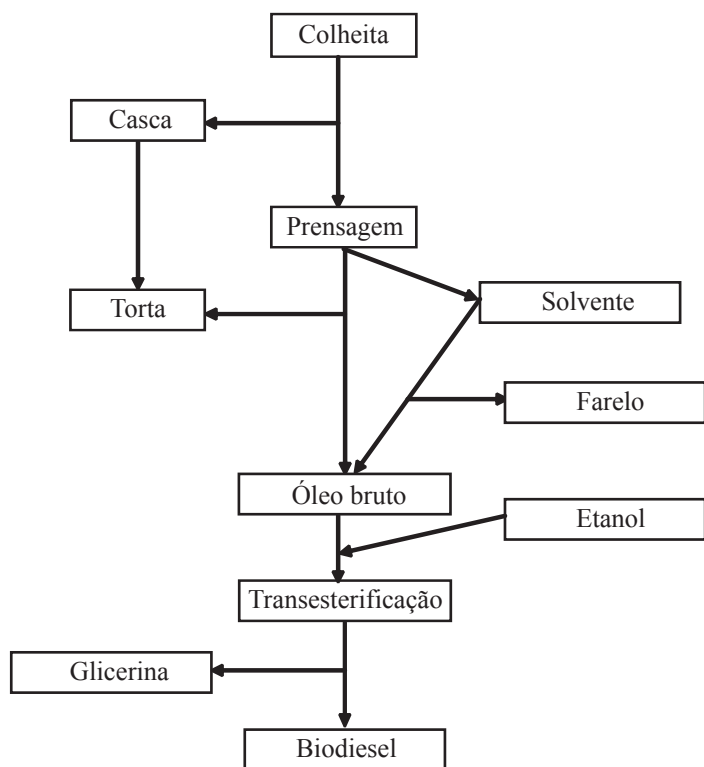 Colheita
Casca
Prensagem
Torta
Solvente
Farelo
Óleo bruto
Etanol
Transesterificação
Glicerina
Biodiesel